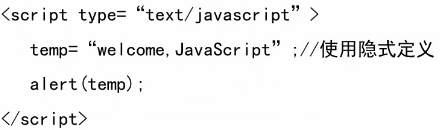 <script type=“text/javascript”>
temp=“welcome,JavaScript”;//使用隐式定义
alert(temp);
</script>